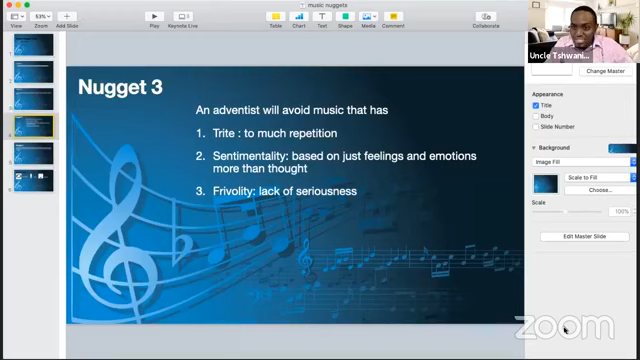 music nuggets
53%
View
Zoom
Add Slide
Play
Keynote Live
Table
Chart
Text
Shape
Media
Comment
Collaborate
Uncle Tshwani...
Change Master
Appearance
Title
Body
Slide Number
Background
Image Fill
Scale to Fill
Choose...
Scale
100%
Edit Master Slide
Nugget 3
An adventist will avoid music that has
1. Trite : to much repetition
2. Sentimentality: based on just feelings and emotions
more than thought
3. Frivolity: lack of seriousness
zoom